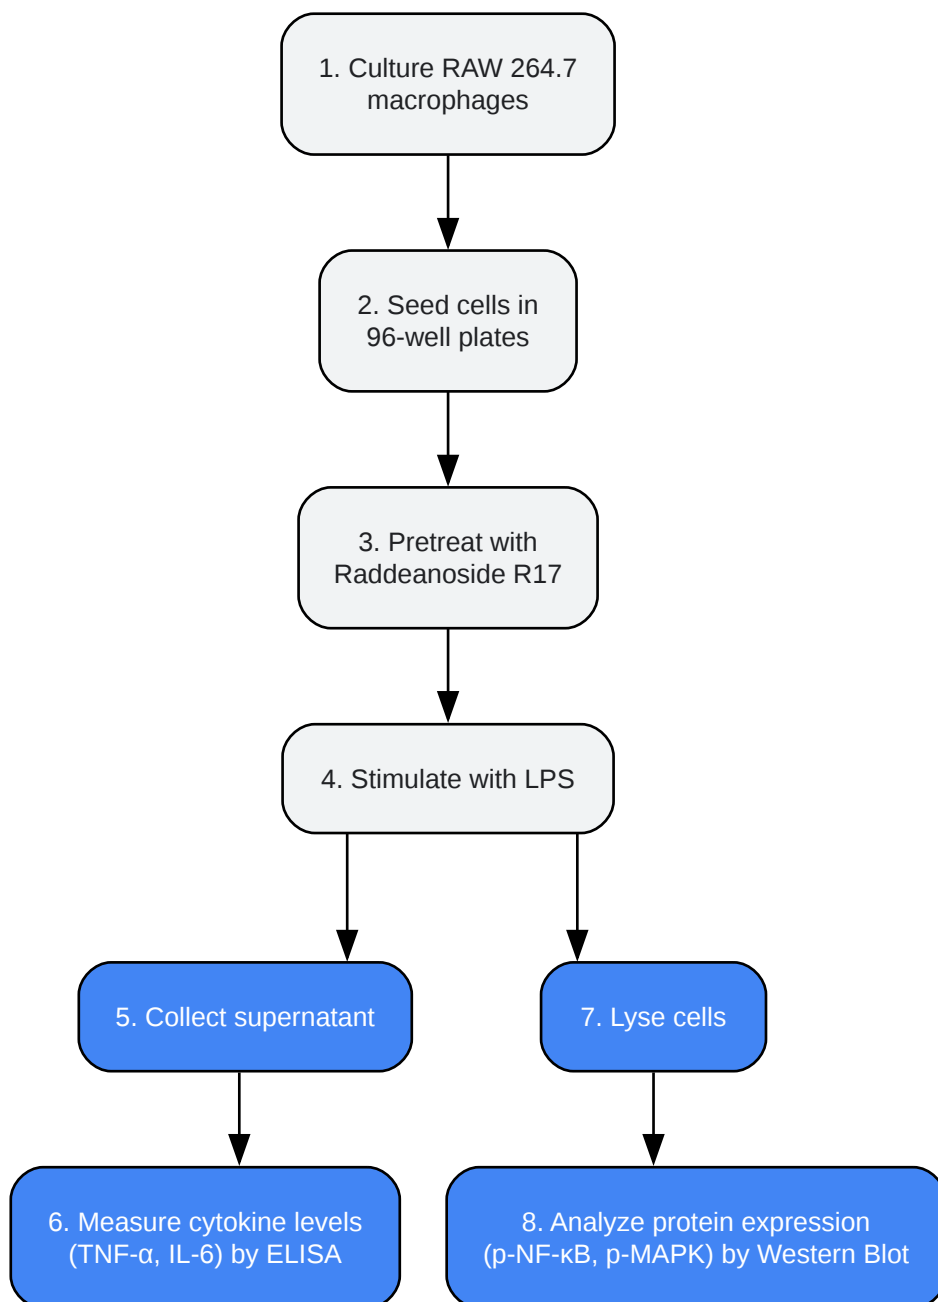 1. Culture RAW 264.7
macrophages
2. Seed cells in
96-well plates
3. Pretreat with
Raddeanoside R17
4. Stimulate with LPS
5. Collect supernatant
7. Lyse cells
6. Measure cytokine levels
(TNF-α, IL-6) by ELISA
8. Analyze protein expression
(p-NF-κB, p-MAPK) by Western Blot